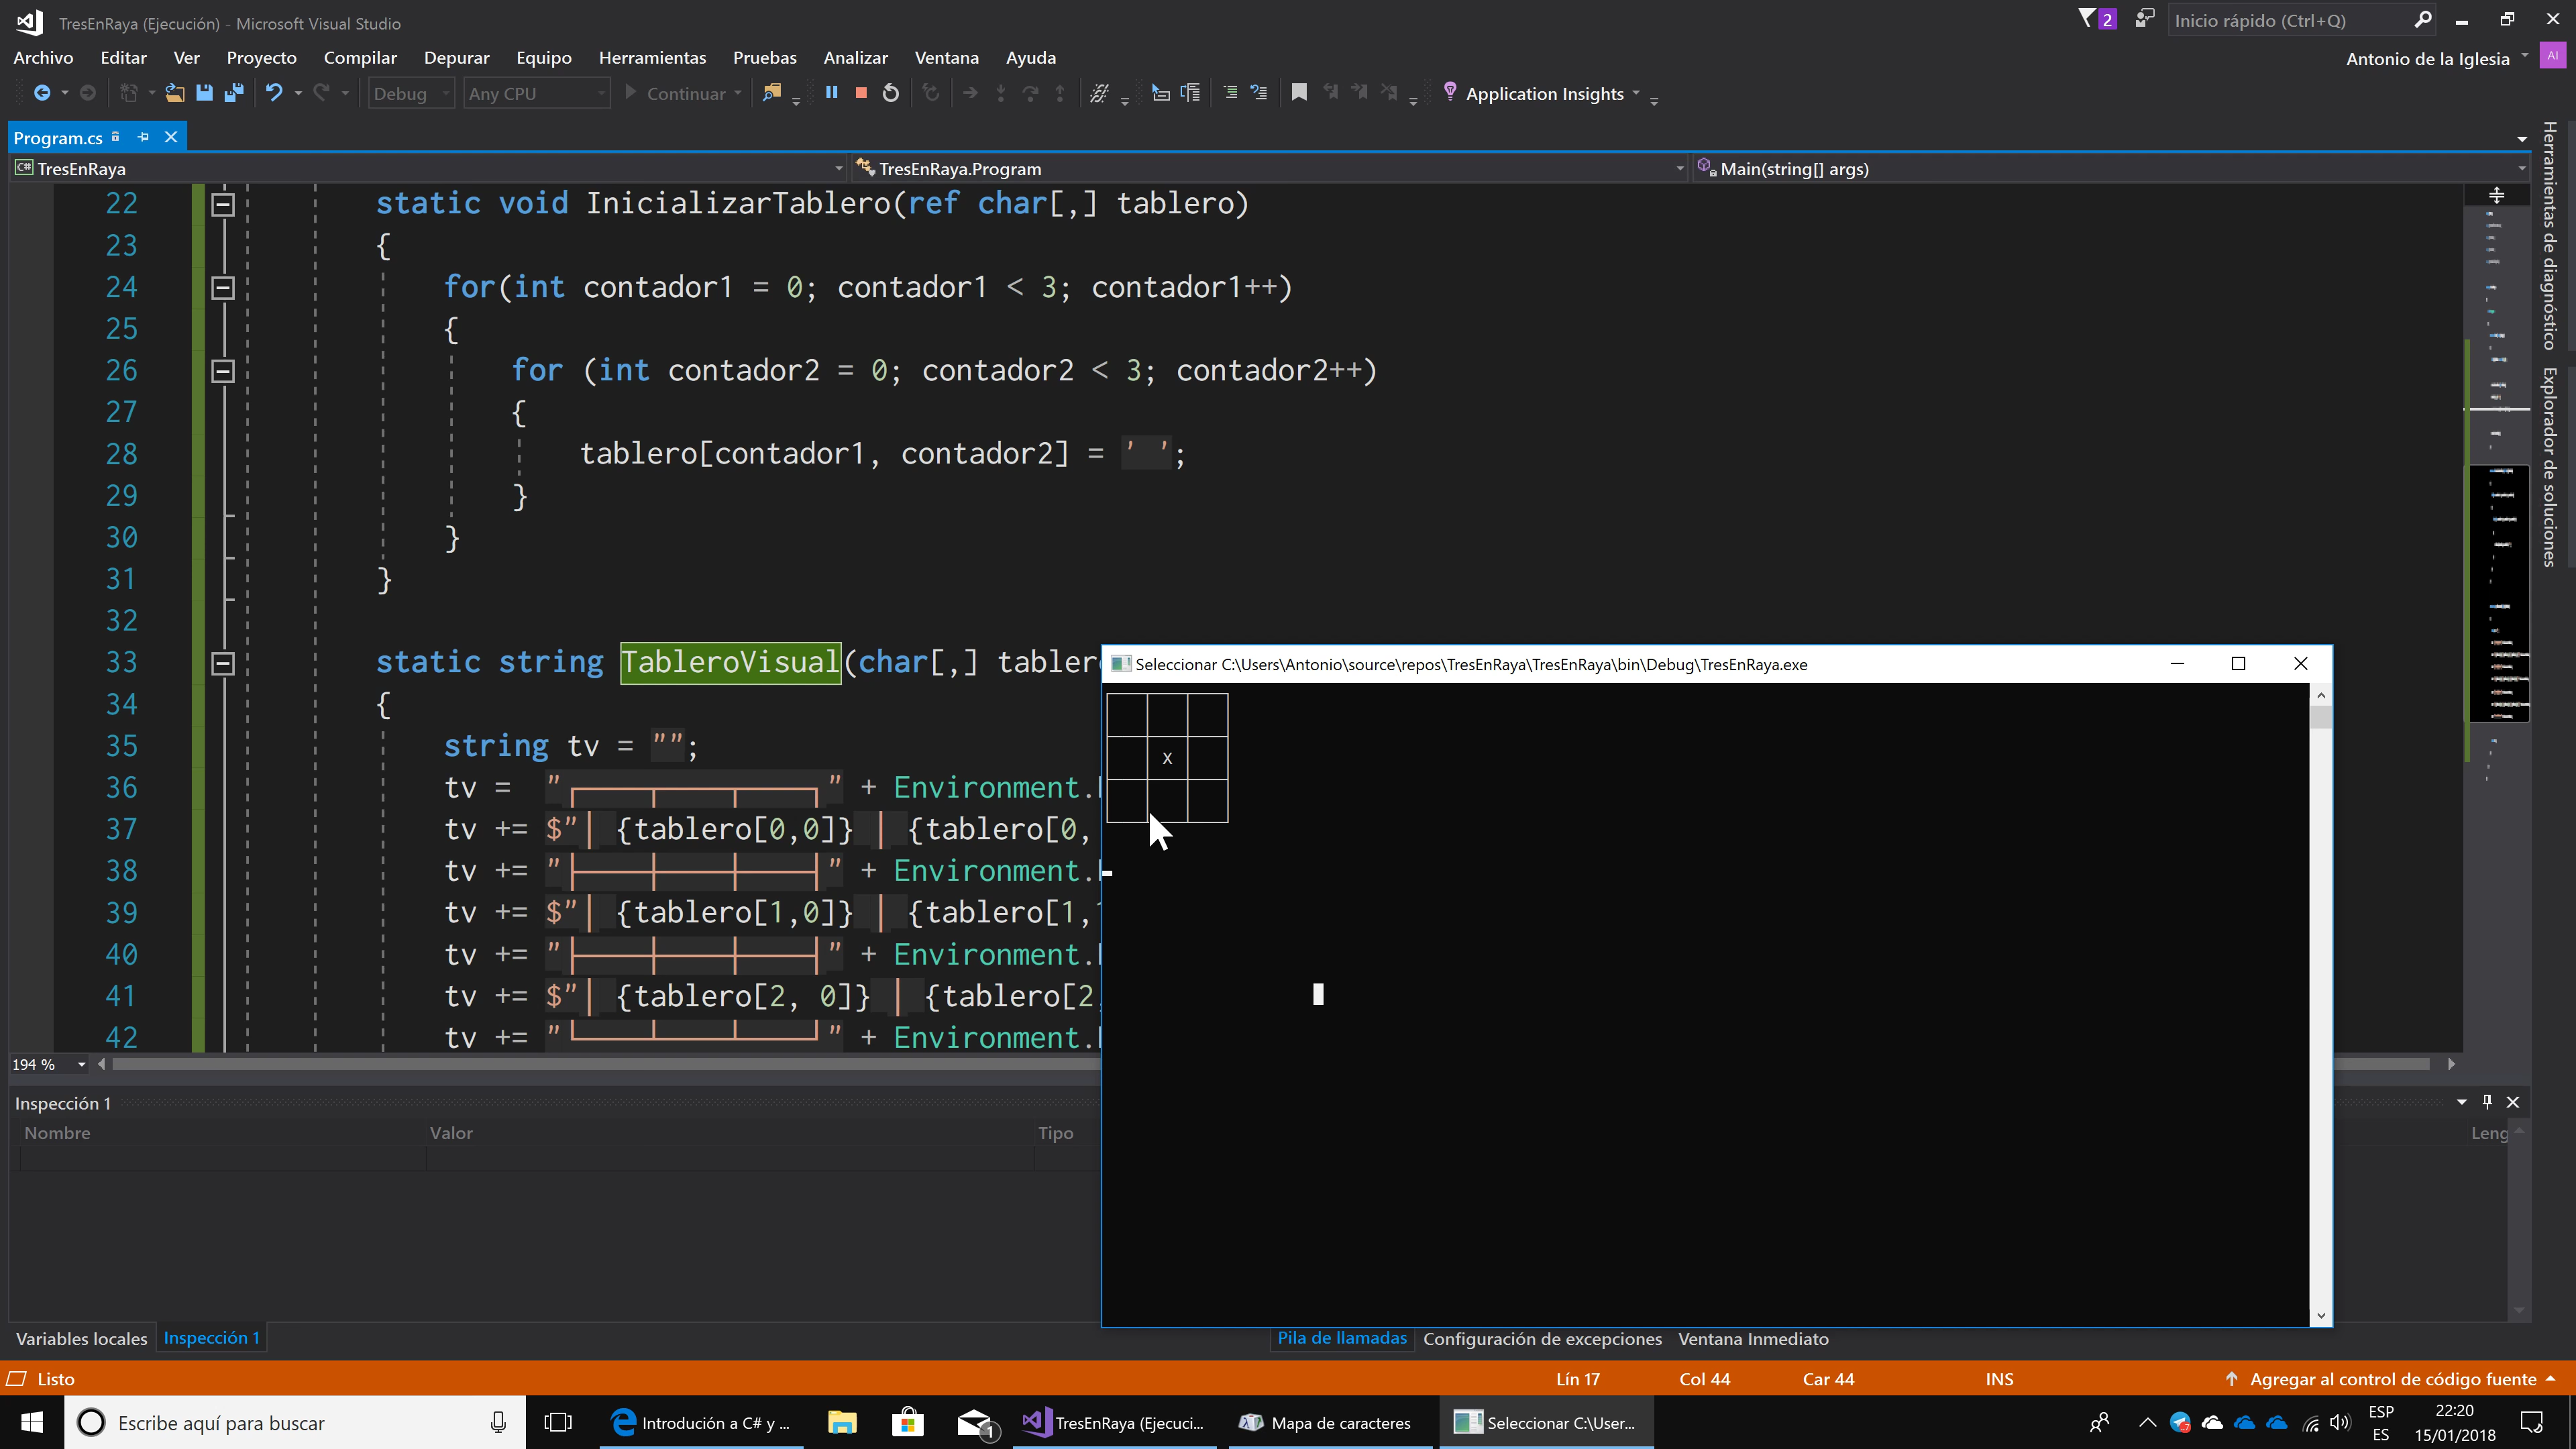 TresEnRaya (Ejecución) - Microsoft Visual Studio
2
Inicio rápido (Ctrl+Q)
Archivo Editar Ver Proyecto Compilar Depurar Equipo Herramientas Pruebas Analizar Ventana Ayuda
Antonio de la Iglesia
AI
Debug Any CPU Continuar Application Insights
Program.cs
C# TresEnRaya
TresEnRaya.Program
Main(string[] args)
22 static void InicializarTablero(ref char[,] tablero)
23 {
24 for(int contador1 = 0; contador1 < 3; contador1++)
25 {
26 for (int contador2 = 0; contador2 < 3; contador2++)
27 {
28 tablero[contador1, contador2] = ' ';
29 }
30 }
31 }
32
33 static string TableroVisual(char[,] tabler
34 {
35 string tv = "";
36 tv = "┌───┬───┬───┐" + Environment.
37 tv += $"│ {tablero[0,0]} │ {tablero[0,
38 tv += "├───┼───┼───┤" + Environment.
39 tv += $"│ {tablero[1,0]} │ {tablero[1,
40 tv += "├───┼───┼───┤" + Environment.
41 tv += $"│ {tablero[2, 0]} │ {tablero[2,
42 tv += "└───┴───┴───┘" + Environment.
Herramientas de diagnóstico
Explorador de soluciones
Seleccionar C:\Users\Antonio\source\repos\TresEnRaya\TresEnRaya\bin\Debug\TresEnRaya.exe
x
194 %
Inspección 1
Nombre Valor Tipo
Leng
Variables locales Inspección 1
Pila de llamadas Configuración de excepciones Ventana Inmediato
Listo
Lín 17 Col 44 Car 44 INS
Agregar al control de código fuente
Escribe aquí para buscar
Introducción a C# y ...
1
TresEnRaya (Ejecuci...
Mapa de caracteres
Seleccionar C:\User...
ESP
ES
22:20
15/01/2018